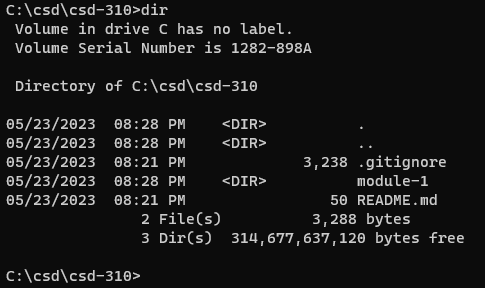 C:\csd\csd-310>dir
 Volume in drive C has no label.
 Volume Serial Number is 1282-898A

 Directory of C:\csd\csd-310

05/23/2023  08:28 PM    <DIR>          .
05/23/2023  08:28 PM    <DIR>          ..
05/23/2023  08:21 PM             3,238 .gitignore
05/23/2023  08:28 PM    <DIR>          module-1
05/23/2023  08:21 PM                50 README.md
               2 File(s)          3,288 bytes
               3 Dir(s)  314,677,637,120 bytes free

C:\csd\csd-310>